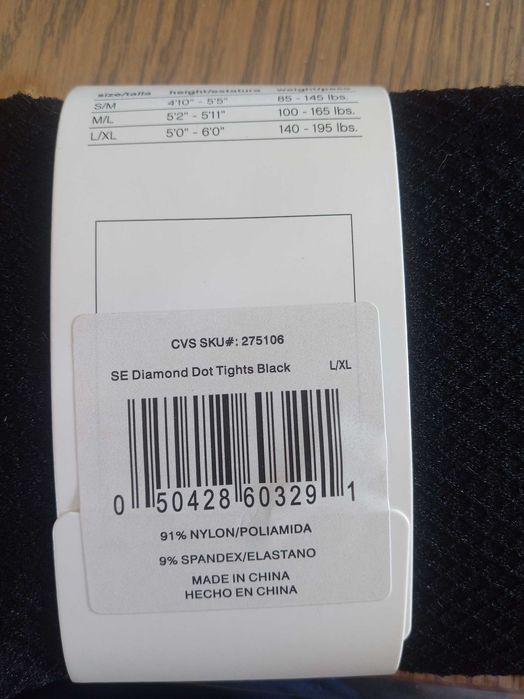 size/talla height/estatura weight/peso
S/M 4'10" - 5'5" 85 - 145 lbs.
M/L 5'2" - 5'11" 100 - 165 lbs.
L/XL 5'0" - 6'0" 140 - 195 lbs.
CVS SKU#: 275106
SE Diamond Dot Tights Black L/XL
0 50428 60329 1
91% NYLON/POLIAMIDA
9% SPANDEX/ELASTANO
MADE IN CHINA
HECHO EN CHINA